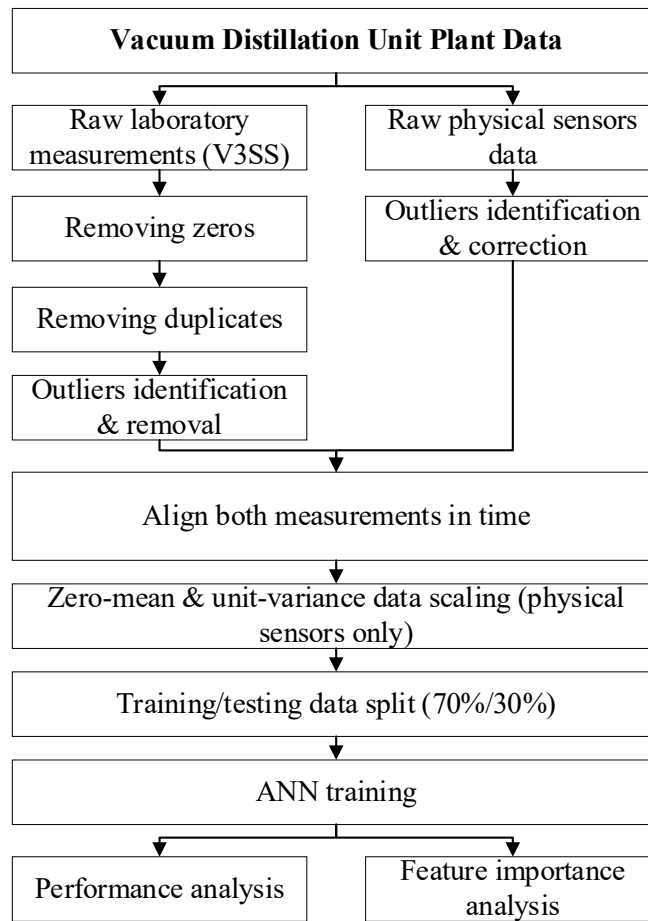 Vacuum Distillation Unit Plant Data
Raw laboratory
measurements (V3SS)
Raw physical sensors
data
Removing zeros
Outliers identification
& correction
Removing duplicates
Outliers identification
& removal
Align both measurements in time
Zero-mean & unit-variance data scaling (physical
sensors only)
Training/testing data split (70%/30%)
ANN training
Performance analysis
Feature importance
analysis